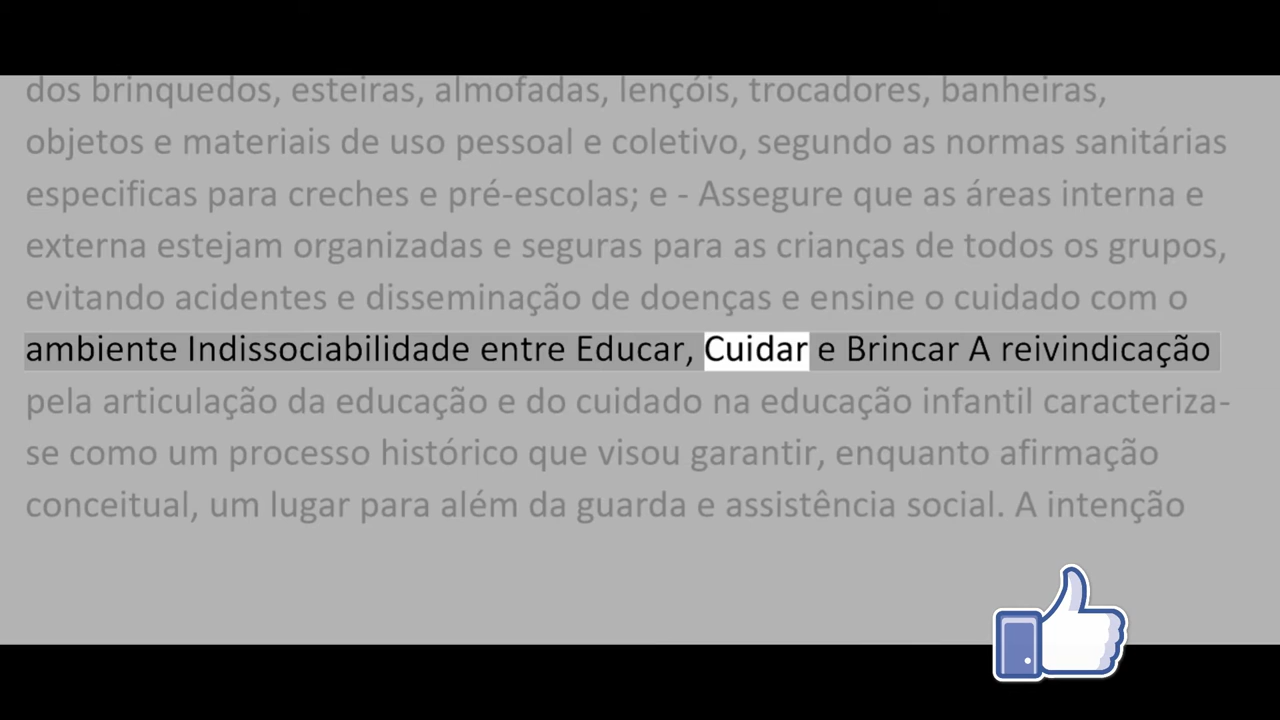 dos brinquedos, esteiras, almofadas, lençóis, trocadores, banheiras,
objetos e materiais de uso pessoal e coletivo, segundo as normas sanitárias
especificas para creches e pré-escolas; e - Assegure que as áreas interna e
externa estejam organizadas e seguras para as crianças de todos os grupos,
evitando acidentes e disseminação de doenças e ensine o cuidado com o
ambiente Indissociabilidade entre Educar, Cuidar e Brincar A reivindicação
pela articulação da educação e do cuidado na educação infantil caracteriza-
se como um processo histórico que visou garantir, enquanto afirmação
conceitual, um lugar para além da guarda e assistência social. A intenção